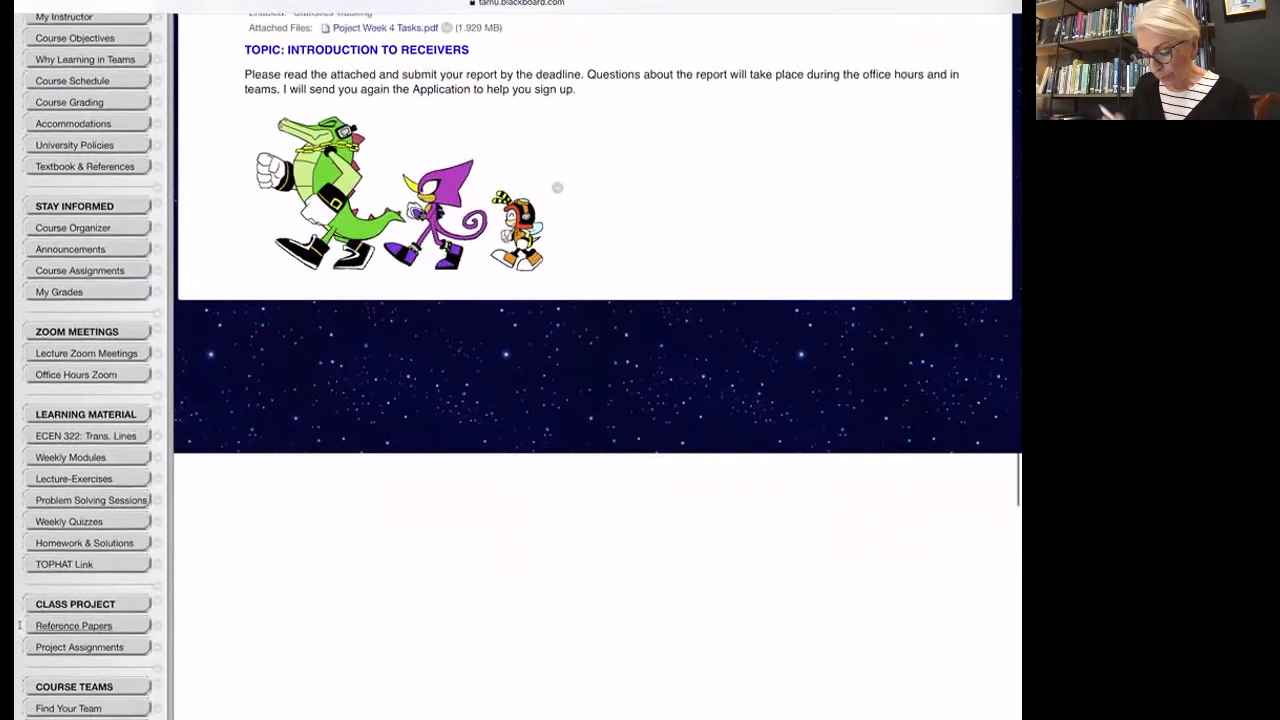 tamu.blackboard.com
My Instructor
Course Objectives
Why Learning in Teams
Course Schedule
Course Grading
Accommodations
University Policies
Textbook & References
STAY INFORMED
Course Organizer
Announcements
Course Assignments
My Grades
ZOOM MEETINGS
Lecture Zoom Meetings
Office Hours Zoom
LEARNING MATERIAL
ECEN 322: Trans. Lines
Weekly Modules
Lecture-Exercises
Problem Solving Sessions
Weekly Quizzes
Homework & Solutions
TOPHAT Link
CLASS PROJECT
Reference Papers
Project Assignments
COURSE TEAMS
Find Your Team
Enabled: Statistics Tracking
Attached Files: Poject Week 4 Tasks.pdf (1.929 MB)
TOPIC: INTRODUCTION TO RECEIVERS
Please read the attached and submit your report by the deadline. Questions about the report will take place during the office hours and in
teams. I will send you again the Application to help you sign up.